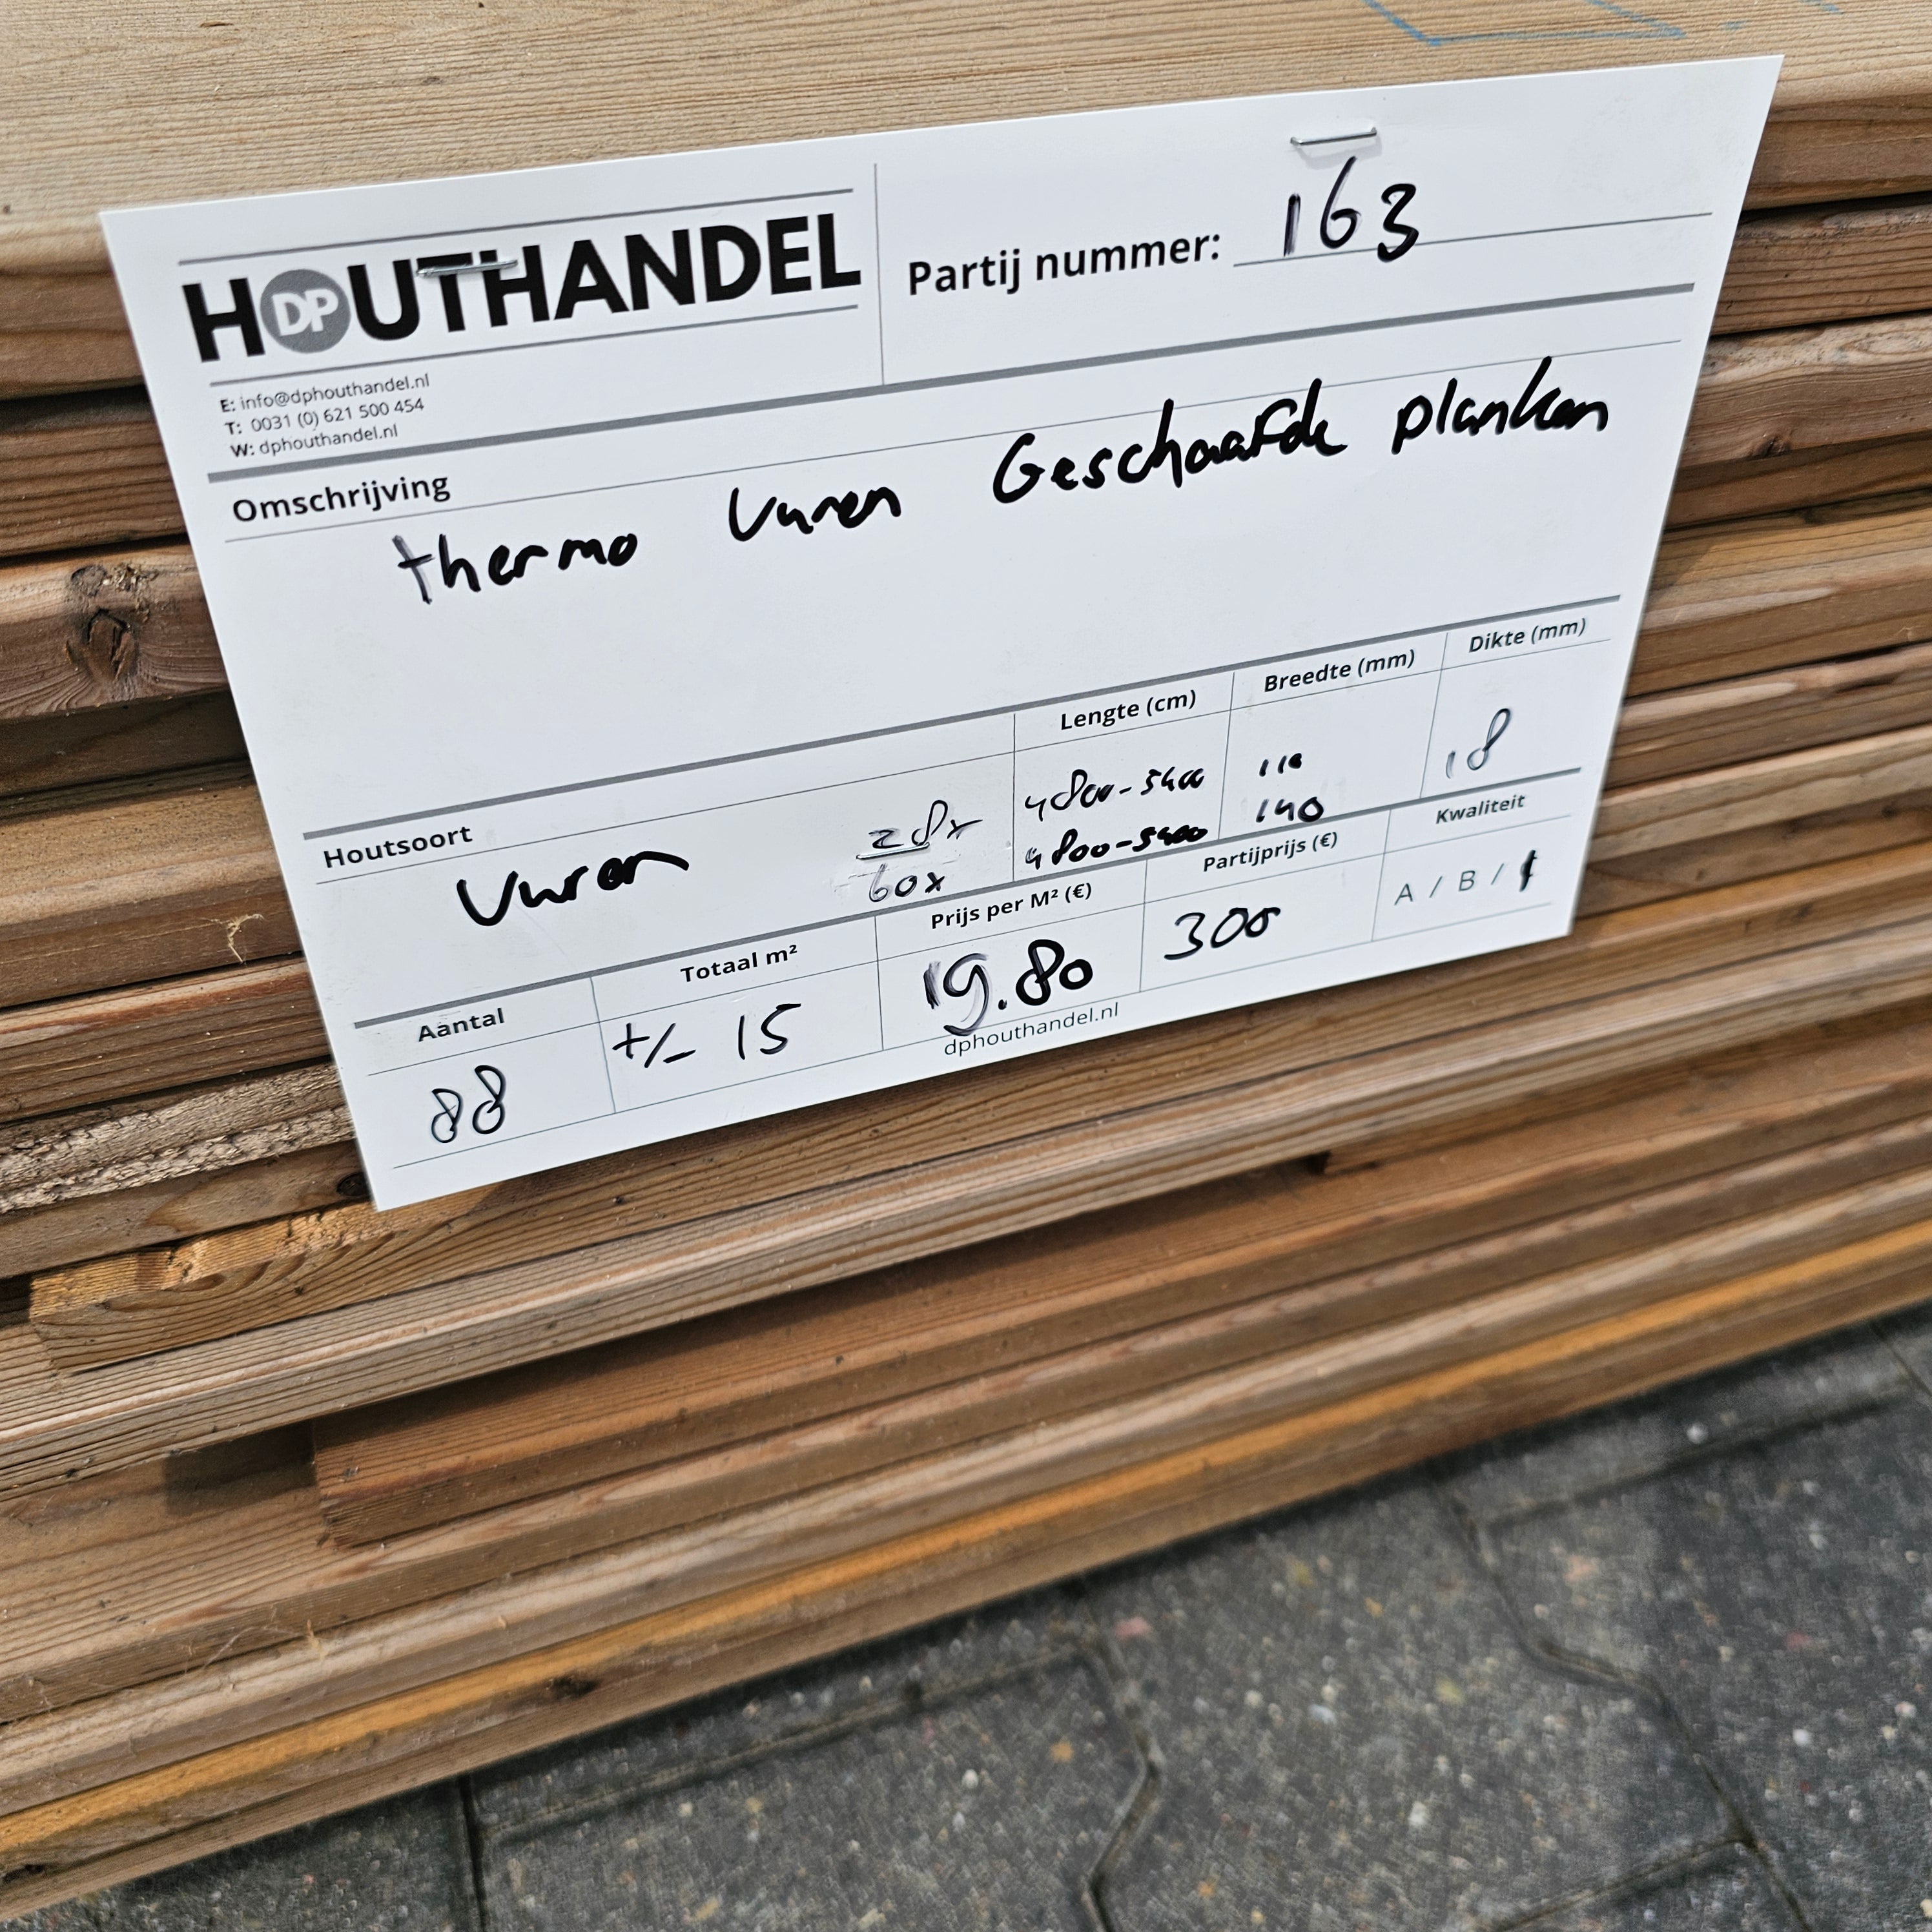 HOUTHANDEL
DP
E: info@dphouthandel.nl
T: 0031 (0) 621 500 454
W: dphouthandel.nl
Partij nummer: 163
Omschrijving
thermo Vuren Geschaafde planken
Houtsoort
Vuren
28x
60x
Lengte (cm)
4800-5400
4800-5400
Breedte (mm)
140
Dikte (mm)
18
Aantal
88
Totaal m²
+/- 15
Prijs per M² (€)
19.80
Partijprijs (€)
300
Kwaliteit
A / B /
dphouthandel.nl